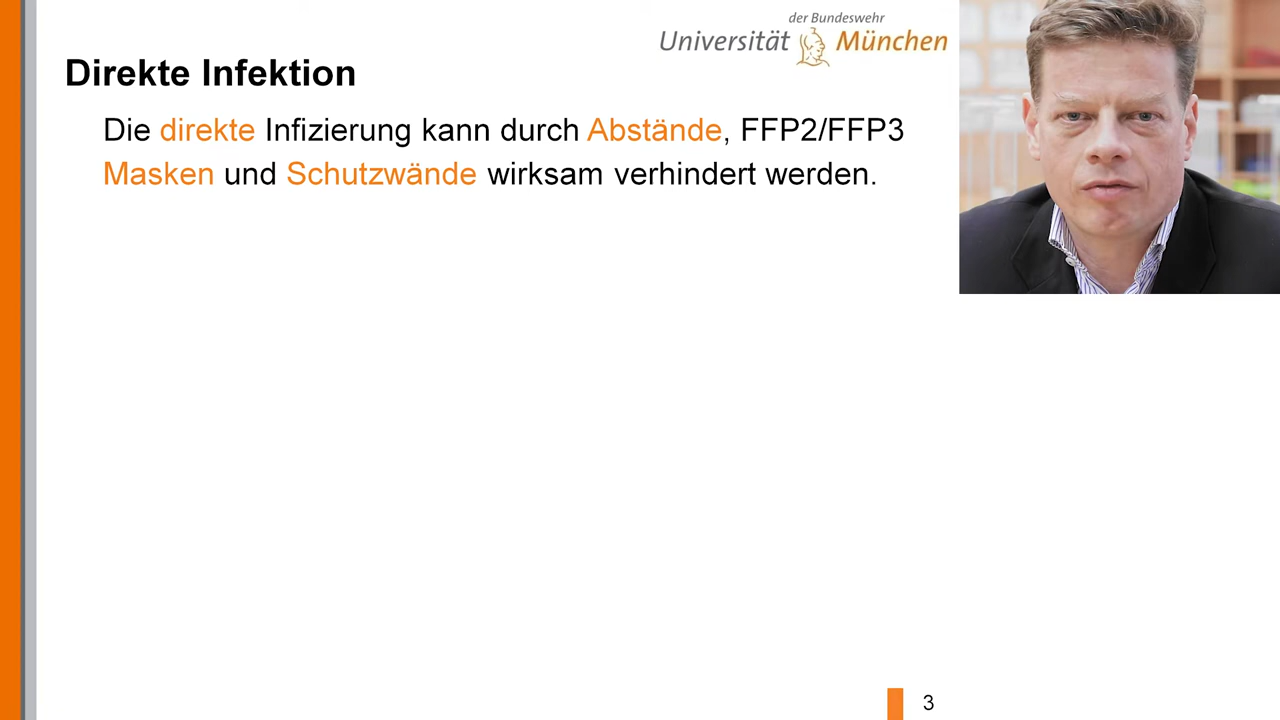 der Bundeswehr
Universität München
Direkte Infektion
Die direkte Infizierung kann durch Abstände, FFP2/FFP3
Masken und Schutzwände wirksam verhindert werden.
3